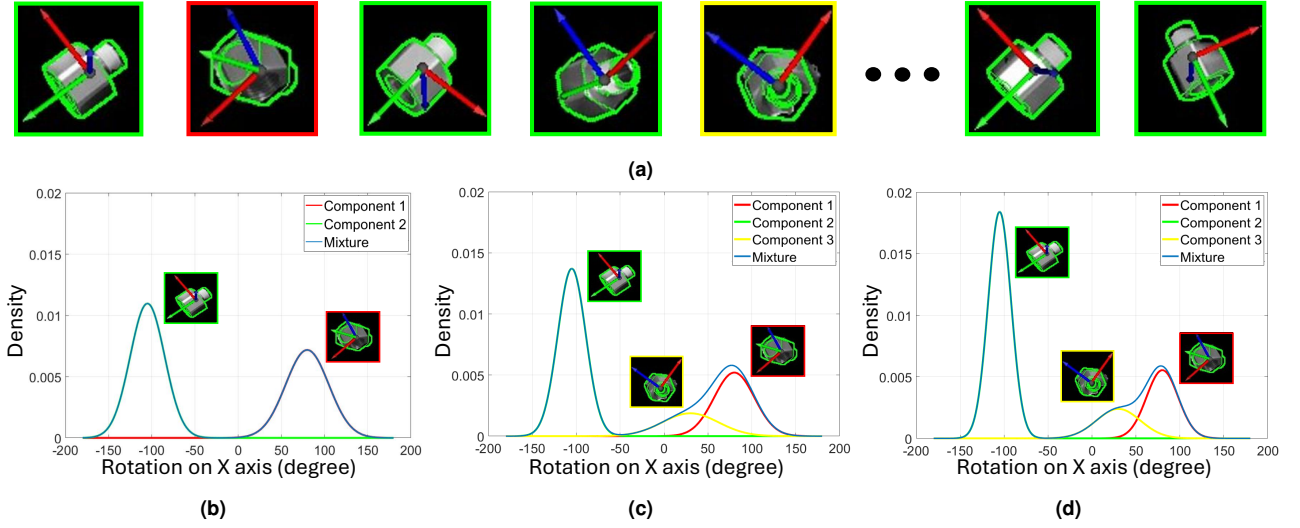 (a)
0.02
0.015
0.01
0.005
0
Density
-200 -150 -100 -50 0 50 100 150 200
Rotation on X axis (degree)
Component 1
Component 2
Mixture
(b)
0.02
0.015
0.01
0.005
0
Density
-200 -150 -100 -50 0 50 100 150 200
Rotation on X axis (degree)
Component 1
Component 2
Component 3
Mixture
(c)
0.02
0.015
0.01
0.005
0
Density
-200 -150 -100 -50 0 50 100 150 200
Rotation on X axis (degree)
Component 1
Component 2
Component 3
Mixture
(d)